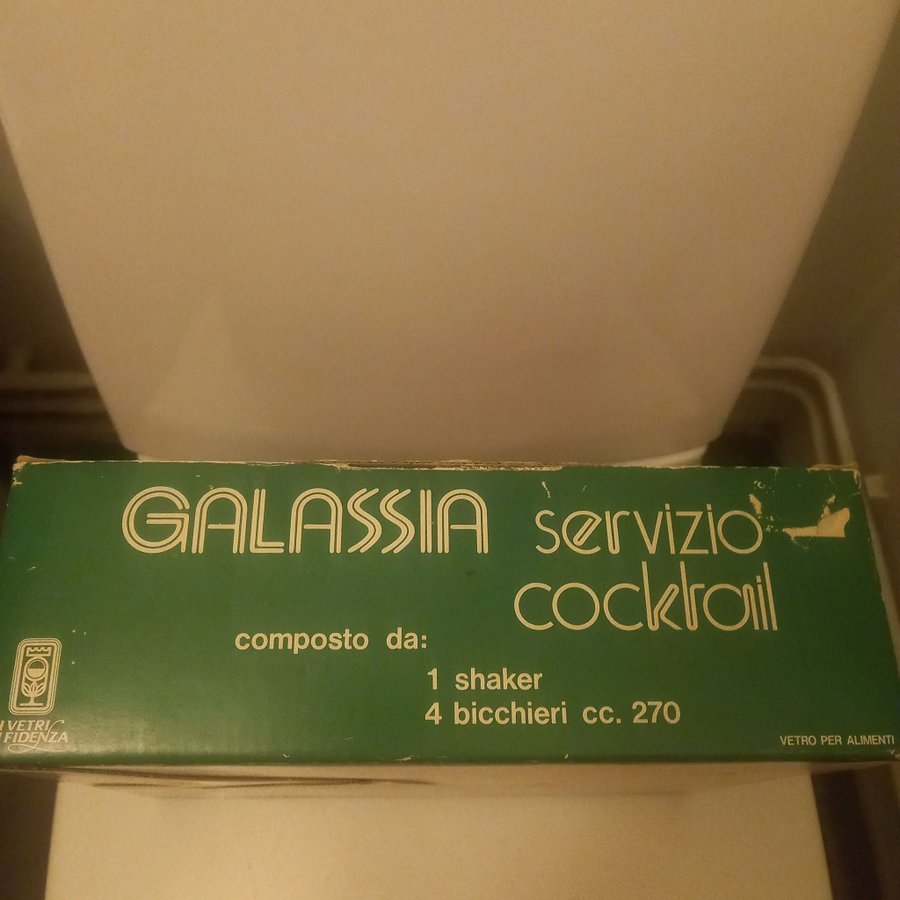 GALASSIA servizio
cocktail
composto da:
1 shaker
4 bicchieri cc. 270
I VETRI
DI FIDENZA
VETRO PER ALIMENTI